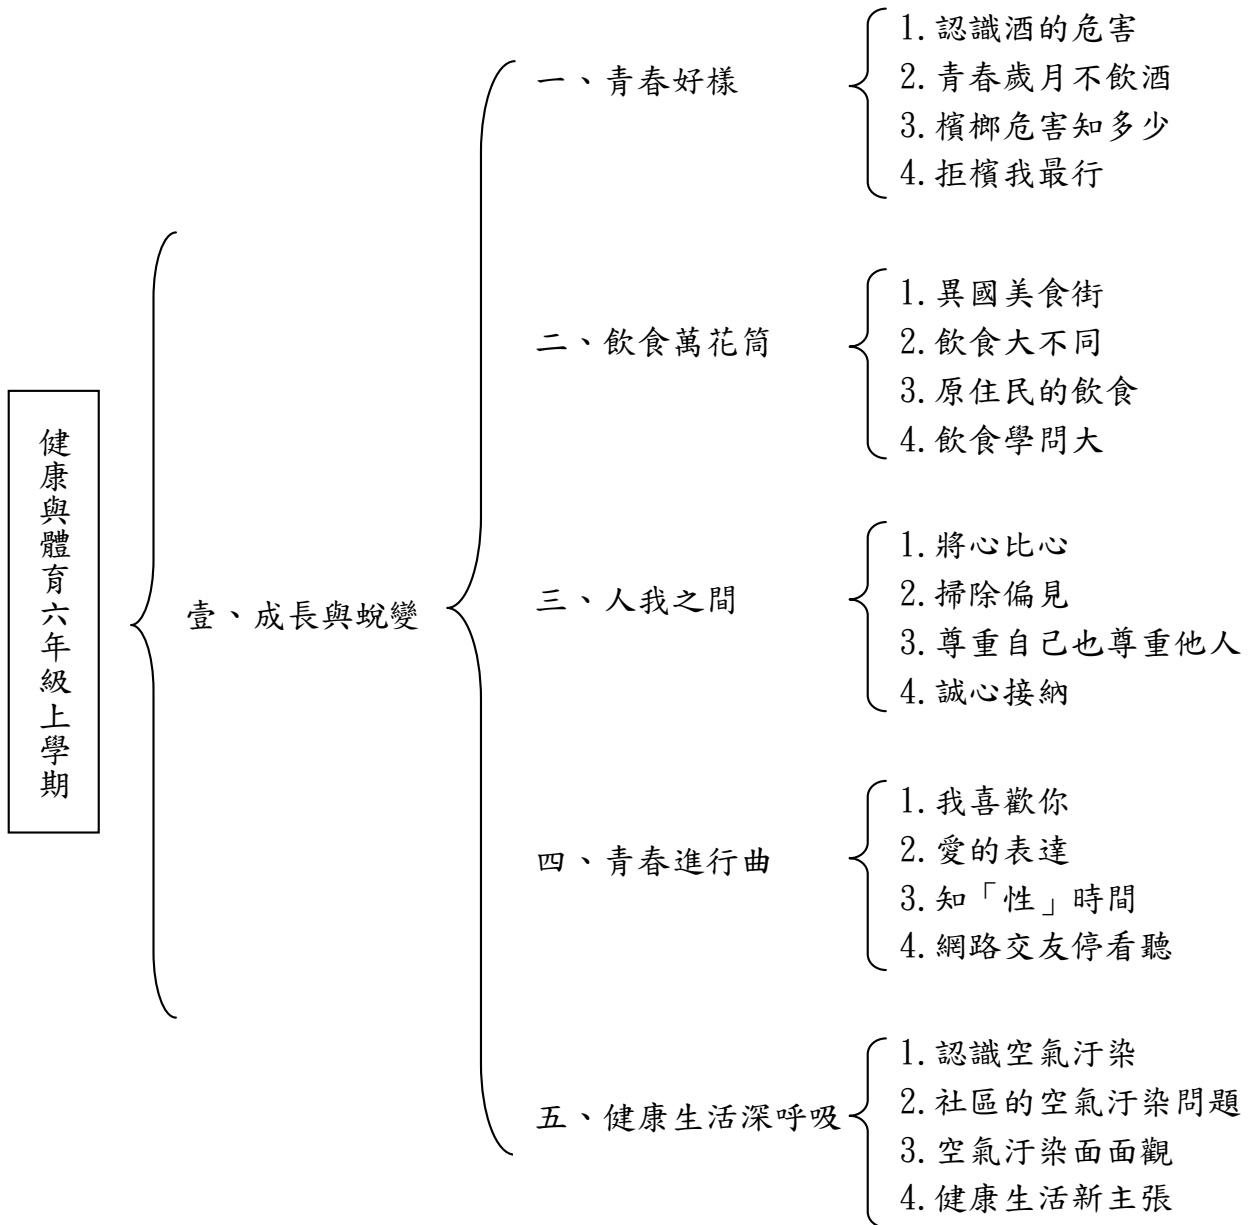 健康與體育六年級上學期
壹、成長與蛻變
一、青春好樣
1.認識酒的危害
2.青春歲月不飲酒
3.檳榔危害知多少
4.拒檳我最行
二、飲食萬花筒
1.異國美食街
2.飲食大不同
3.原住民的飲食
4.飲食學問大
三、人我之間
1.將心比心
2.掃除偏見
3.尊重自己也尊重他人
4.誠心接納
四、青春進行曲
1.我喜歡你
2.愛的表達
3.知「性」時間
4.網路交友停看聽
五、健康生活深呼吸
1.認識空氣汙染
2.社區的空氣汙染問題
3.空氣汙染面面觀
4.健康生活新主張